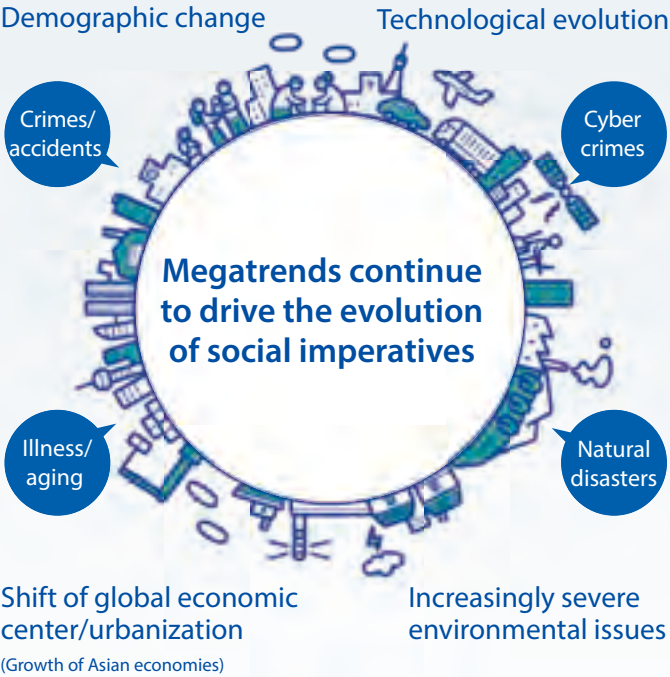 Demographic change
Technological evolution
Crimes/
accidents
Cyber
crimes
Megatrends continue
to drive the evolution
of social imperatives
Illness/
aging
Natural
disasters
Shift of global economic
center/urbanization
(Growth of Asian economies)
Increasingly severe
environmental issues